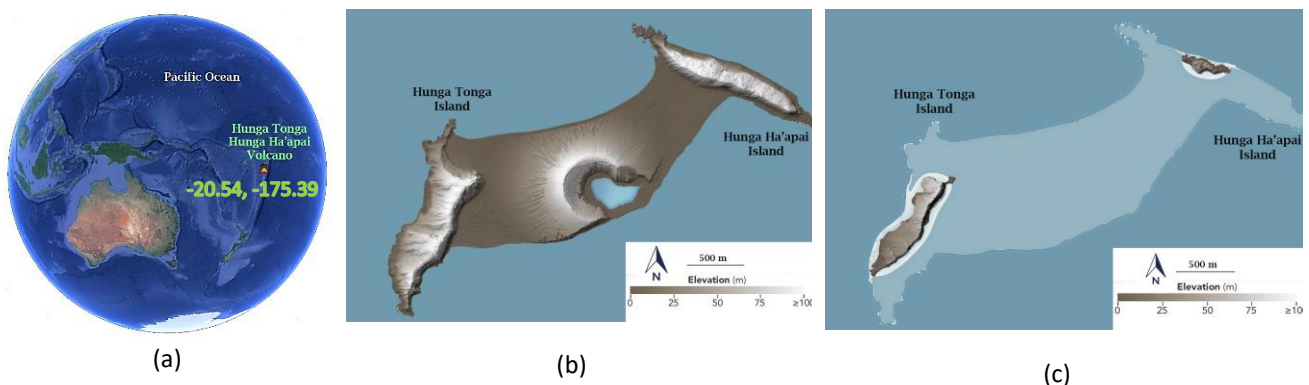 Pacific Ocean
Hunga Tonga
Hunga Ha'apai
Volcano
-20.54, -175.39
(a)
Hunga Tonga
Island
Hunga Ha'apai
Island
N
500 m
Elevation (m)
0 25 50 75 ≥100
(b)
Hunga Tonga
Island
Hunga Ha'apai
Island
N
500 m
Elevation (m)
0 25 50 75 ≥100
(c)